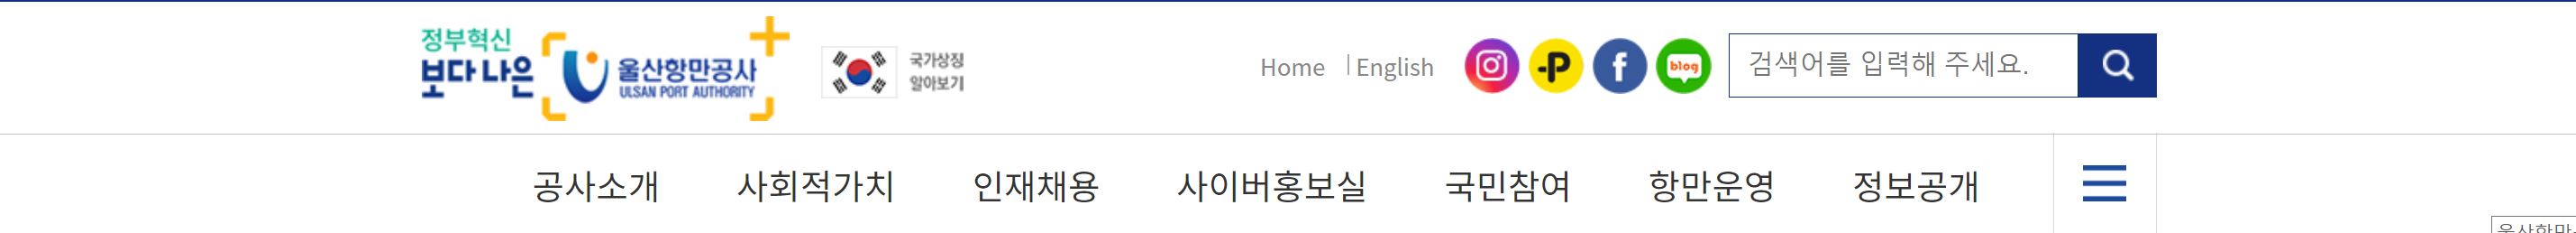 정부혁신
보다 나은
울산항만공사
ULSAN PORT AUTHORITY
국가상징
알아보기
Home
English
P
f
blog
검색어를 입력해 주세요.
공사소개 사회적가치 인재채용 사이버홍보실 국민참여 항만운영 정보공개